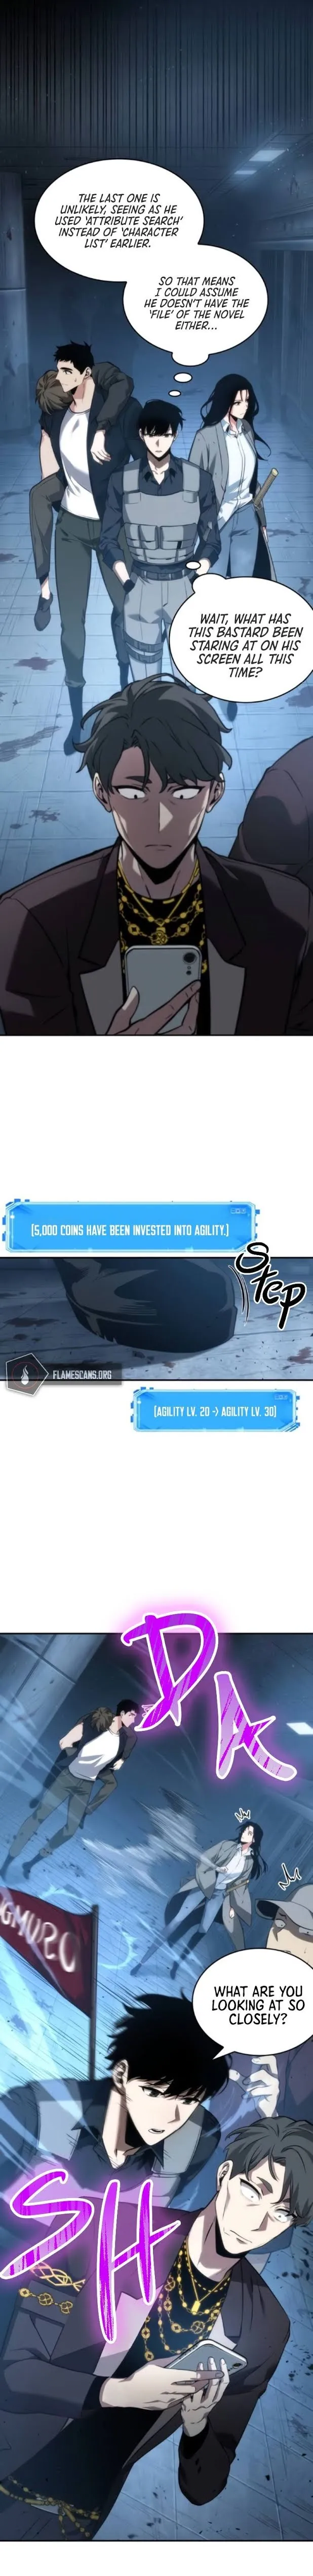 THE LAST ONE IS
UNLIKELY, SEEING AS HE
USED 'ATTRIBUTE SEARCH'
INSTEAD OF 'CHARACTER
LIST' EARLIER.
SO THAT MEANS
I COULD ASSUME
HE DOESN'T HAVE THE
'FILE' OF THE NOVEL
EITHER...
WAIT, WHAT HAS
THIS BASTARD BEEN
STARING AT ON HIS
SCREEN ALL THIS
TIME?
[5,000 COINS HAVE BEEN INVESTED INTO AGILITY.]
STEP
FLAMESCANS.ORG
[AGILITY LV. 20 -> AGILITY LV. 30]
DA
WHAT ARE YOU
LOOKING AT SO
CLOSELY?
SH